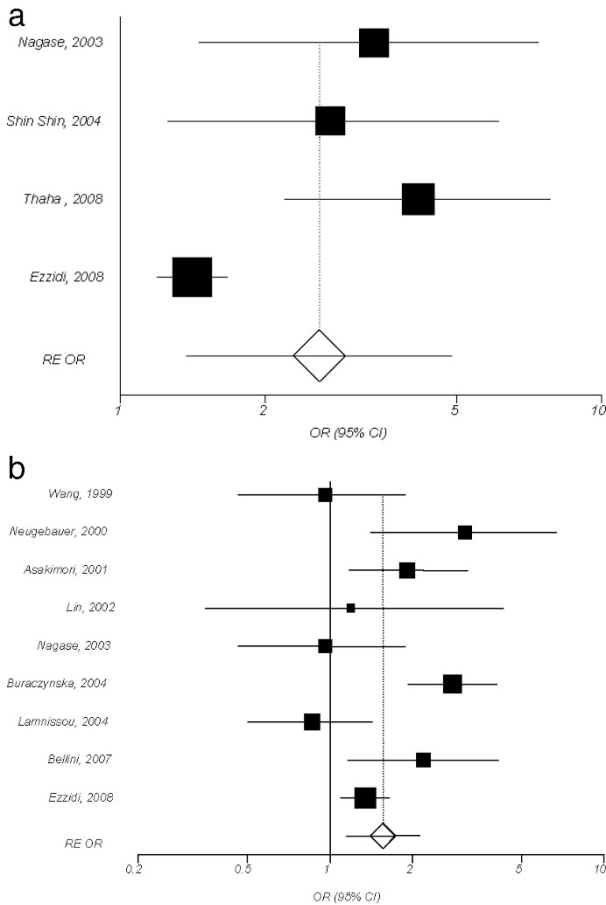 a
Nagase, 2003
Shin Shin, 2004
Thaha , 2008
Ezzidi, 2008
RE OR
1 2 5 10
OR (95% CI)
b
Wang, 1999
Neugebauer, 2000
Asakimori, 2001
Lin, 2002
Nagase, 2003
Buraczynska, 2004
Lamnissou, 2004
Bellini, 2007
Ezzidi, 2008
RE OR
0.2 0.5 1 2 5 10
OR (95% CI)